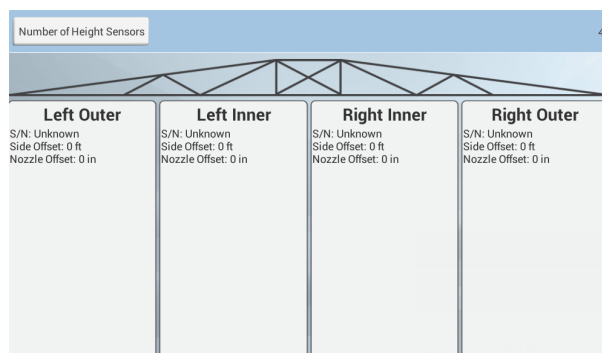 Number of Height Sensors
4
Left Outer
S/N: Unknown
Side Offset: 0 ft
Nozzle Offset: 0 in
Left Inner
S/N: Unknown
Side Offset: 0 ft
Nozzle Offset: 0 in
Right Inner
S/N: Unknown
Side Offset: 0 ft
Nozzle Offset: 0 in
Right Outer
S/N: Unknown
Side Offset: 0 ft
Nozzle Offset: 0 in